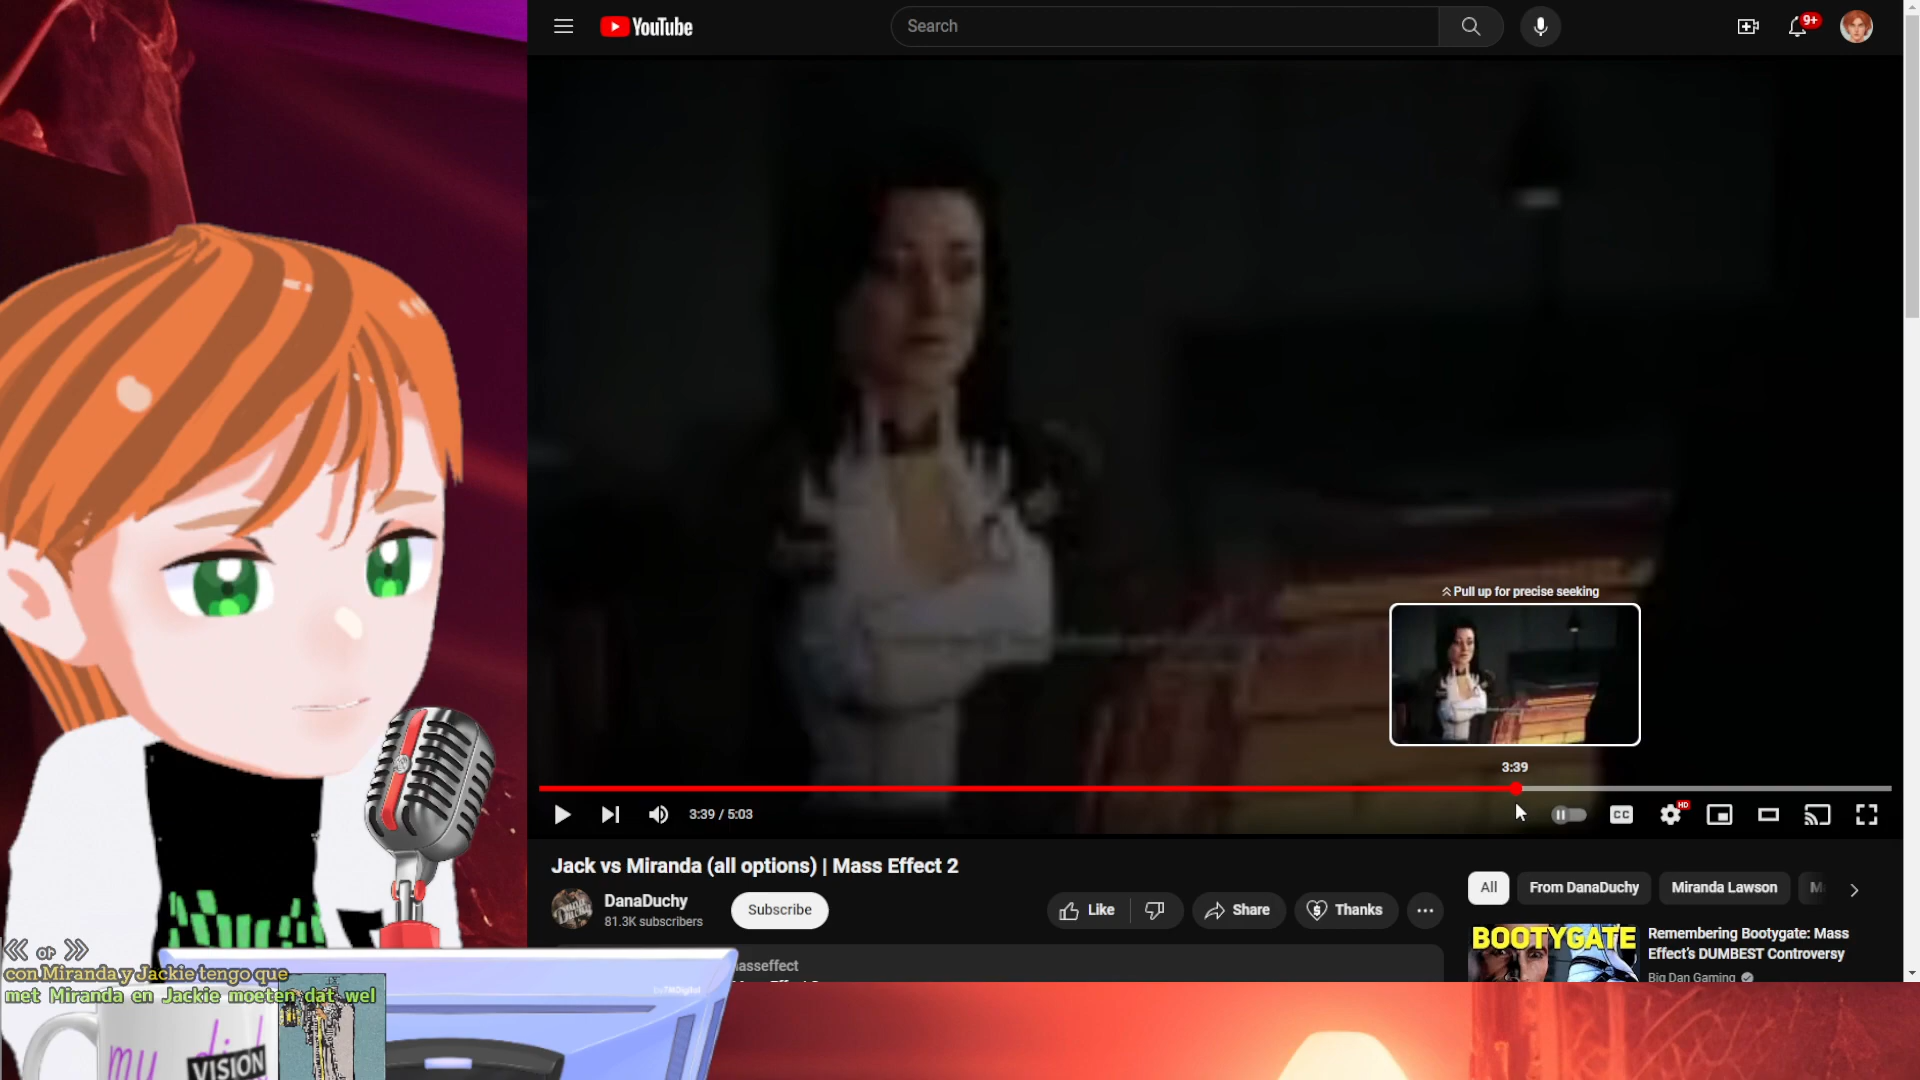 YouTube
Search
9+
Pull up for precise seeking
3:39
3:39 / 5:03
CC
HD
Jack vs Miranda (all options) | Mass Effect 2
DanaDuchy
81.3K subscribers
Subscribe
Like
Share
Thanks
All
From DanaDuchy
Miranda Lawson
BOOTYGATE
Remembering Bootygate: Mass
Effect's DUMBEST Controversy
Big Dan Gaming
asseffect
or
con Miranda y Jackie tengo que
met Miranda en Jackie moeten dat wel
my
VISION